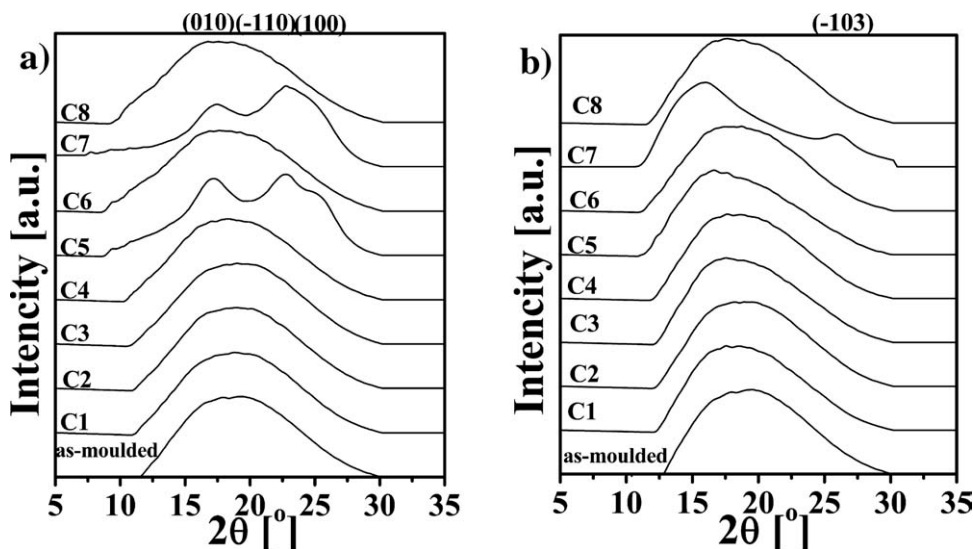 (010)(-110)(100)
a)
C8
C7
C6
C5
C4
C3
C2
C1
as-moulded
Intencity [a.u.]
5 10 15 20 25 30 35
2θ [°]
(-103)
b)
C8
C7
C6
C5
C4
C3
C2
C1
as-moulded
Intencity [a.u.]
5 10 15 20 25 30 35
2θ [°]